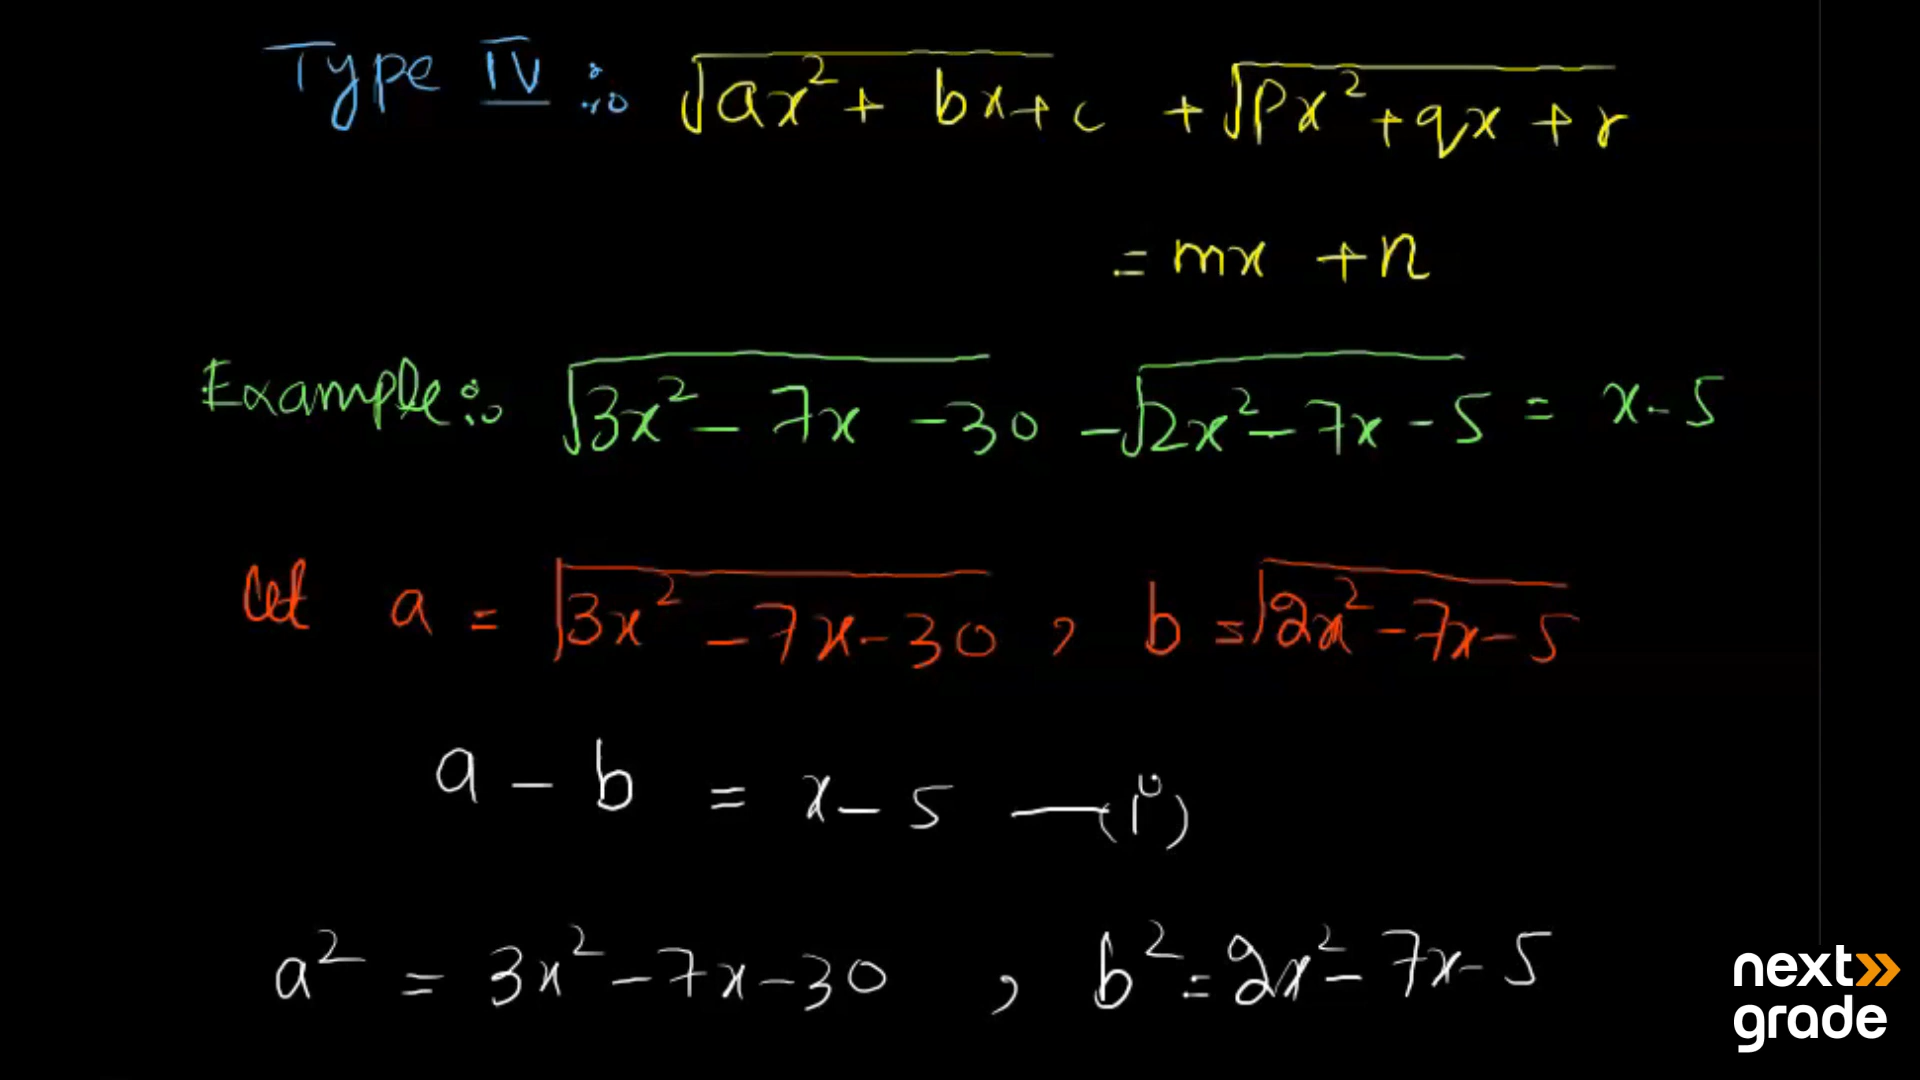 Type IV :. √ax² + bx + c + √px² + qx + r
= mx + n
Example :. √3x² - 7x - 30 - √2x² - 7x - 5 = x - 5
Let a = √3x² - 7x - 30 , b = √2x² - 7x - 5
a - b = x - 5 — (i)
a² = 3x² - 7x - 30 , b² = 2x² - 7x - 5
next»
grade